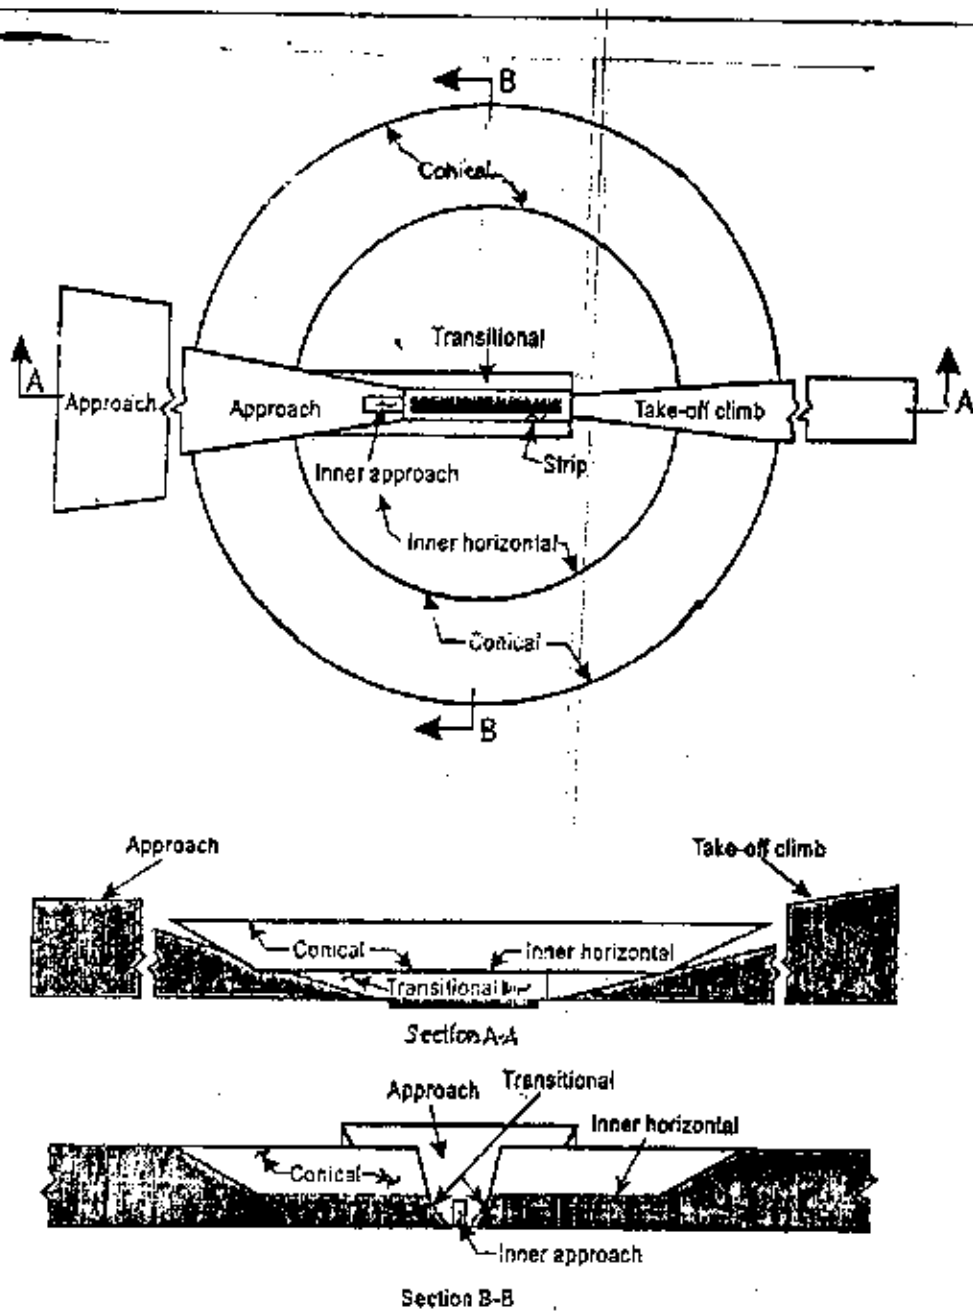 B
Conical
Transitional
A
A
Approach
Approach
Take-off climb
Inner approach
Strip
Inner horizontal
Conical
B
Approach
Take-off climb
Conical
Inner horizontal
Transitional
Section A-A
Transitional
Approach
Inner horizontal
Conical
Inner approach
Section B-B